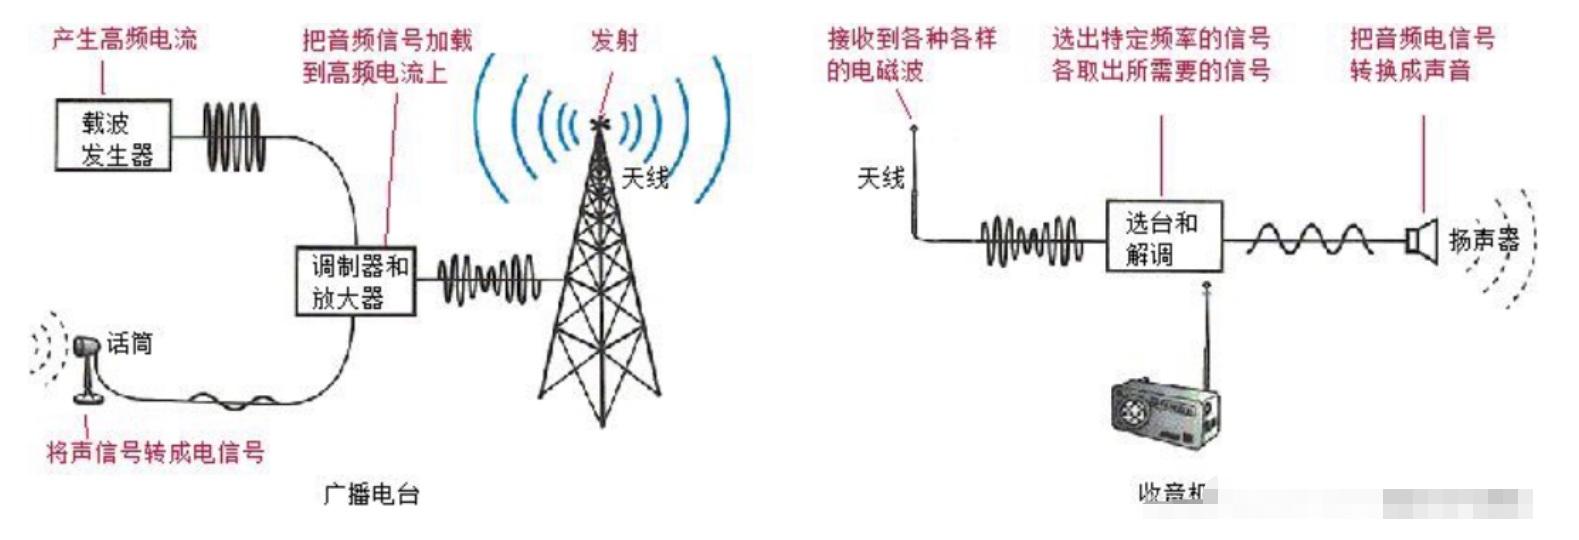 产生高频电流
把音频信号加载
到高频电流上
发射
载波
发生器
天线
调制器和
放大器
话筒
将声信号转成电信号
广播电台
接收到各种各样
的电磁波
选出特定频率的信号
各取出所需要的信号
把音频电信号
转换成声音
天线
选台和
解调
扬声器
收音机